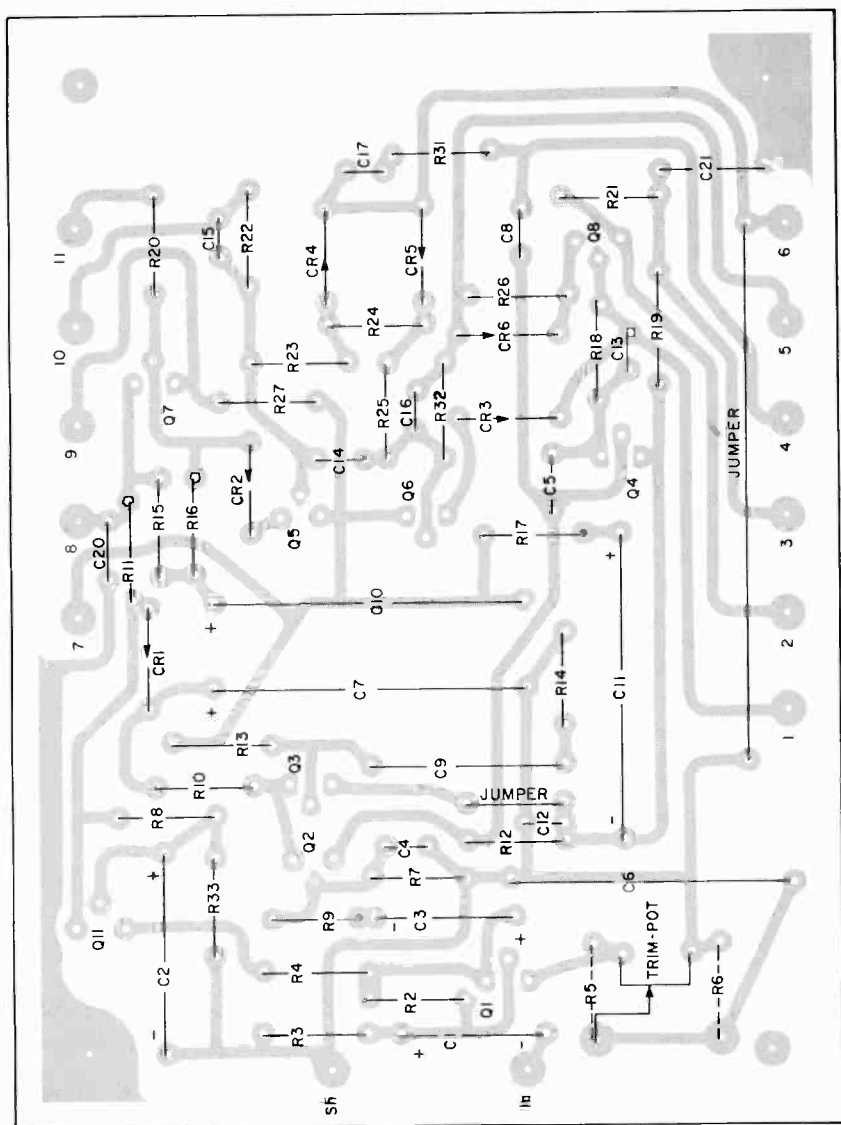 11
10
9
8
7
R20
C15
R22
CR4
C17
R31
CR5
R24
R23
R27
Q7
C8
R21
C21
Q8
R26
CR6
R18
C13
R19
R25
C16
R32
CR3
C14
CR2
Q5
Q6
C5
Q4
C20
R11
R15
R16
R17
+
CR1
+
Q10
+
C7
R14
C11
R13
Q3
R10
C9
JUMPER
R8
Q2
C4
R12
C12
-
+
R33
R7
C6
Q11
R9
-
C3
+
C2
R4
R2
Q1
R5
TRIM-POT
R6
-
R3
+
C1
-
Sh
1a
JUMPER
6
5
4
3
2
1